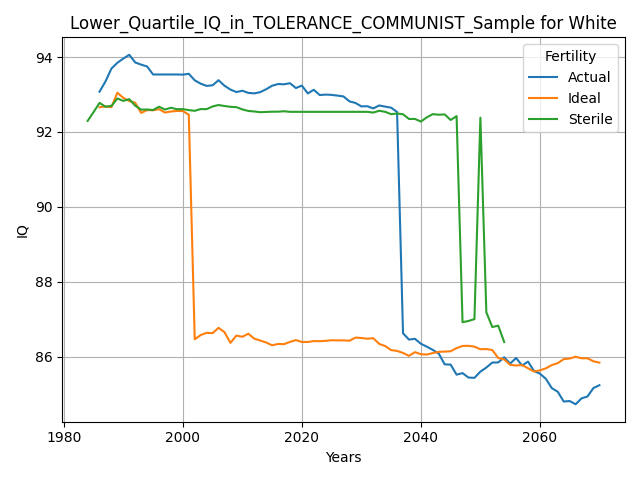 Lower_Quartile_IQ_in_TOLERANCE_COMMUNIST_Sample for White
Fertility
Actual
Ideal
Sterile
94
92
90
88
86
IQ
1980
2000
2020
2040
2060
Years